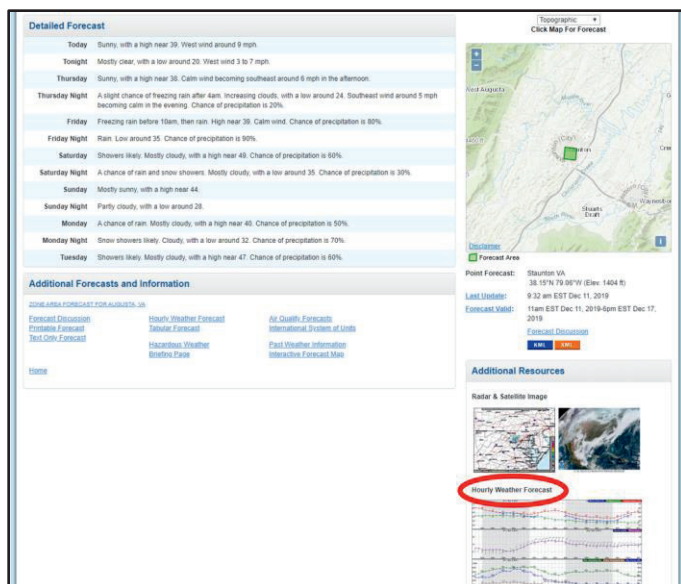 Detailed Forecast
Today Sunny, with a high near 39. West wind around 9 mph.
Tonight Mostly clear, with a low around 20. West wind 3 to 7 mph.
Thursday Sunny, with a high near 38. Calm wind becoming southeast around 6 mph in the afternoon.
Thursday Night A slight chance of freezing rain after 4am. Increasing clouds, with a low around 24. Southeast wind around 5 mph
becoming calm in the evening. Chance of precipitation is 20%.
Friday Freezing rain before 10am, then rain. High near 39. Calm wind. Chance of precipitation is 80%.
Friday Night Rain. Low around 35. Chance of precipitation is 90%.
Saturday Showers likely. Mostly cloudy, with a high near 49. Chance of precipitation is 60%.
Saturday Night A chance of rain and snow showers. Mostly cloudy, with a low around 35. Chance of precipitation is 30%.
Sunday Mostly sunny, with a high near 44.
Sunday Night Partly cloudy, with a low around 28.
Monday A chance of rain. Mostly cloudy, with a high near 40. Chance of precipitation is 50%.
Monday Night Snow showers likely. Cloudy, with a low around 32. Chance of precipitation is 70%.
Tuesday Showers likely. Mostly cloudy, with a high near 47. Chance of precipitation is 60%.
Additional Forecasts and Information
ZONE AREA FORECAST FOR AUGUSTA, VA
Forecast Discussion
Printable Forecast
Text Only Forecast
Hourly Weather Forecast
Tabular Forecast
Hazardous Weather
Briefing Page
Air Quality Forecasts
International System of Units
Past Weather Information
Interactive Forecast Map
Home
Topographic
Click Map For Forecast
West Augusta
Middle River
(City)
Stuarts
Draft
South River
Disclaimer
Forecast Area
Point Forecast: Staunton VA
38.15°N 79.06°W (Elev. 1404 ft)
Last Update: 9:32 am EST Dec 11, 2019
Forecast Valid: 11am EST Dec 11, 2019-6pm EST Dec 17,
2019
Forecast Discussion
KML XML
Additional Resources
Radar & Satellite Image
Hourly Weather Forecast